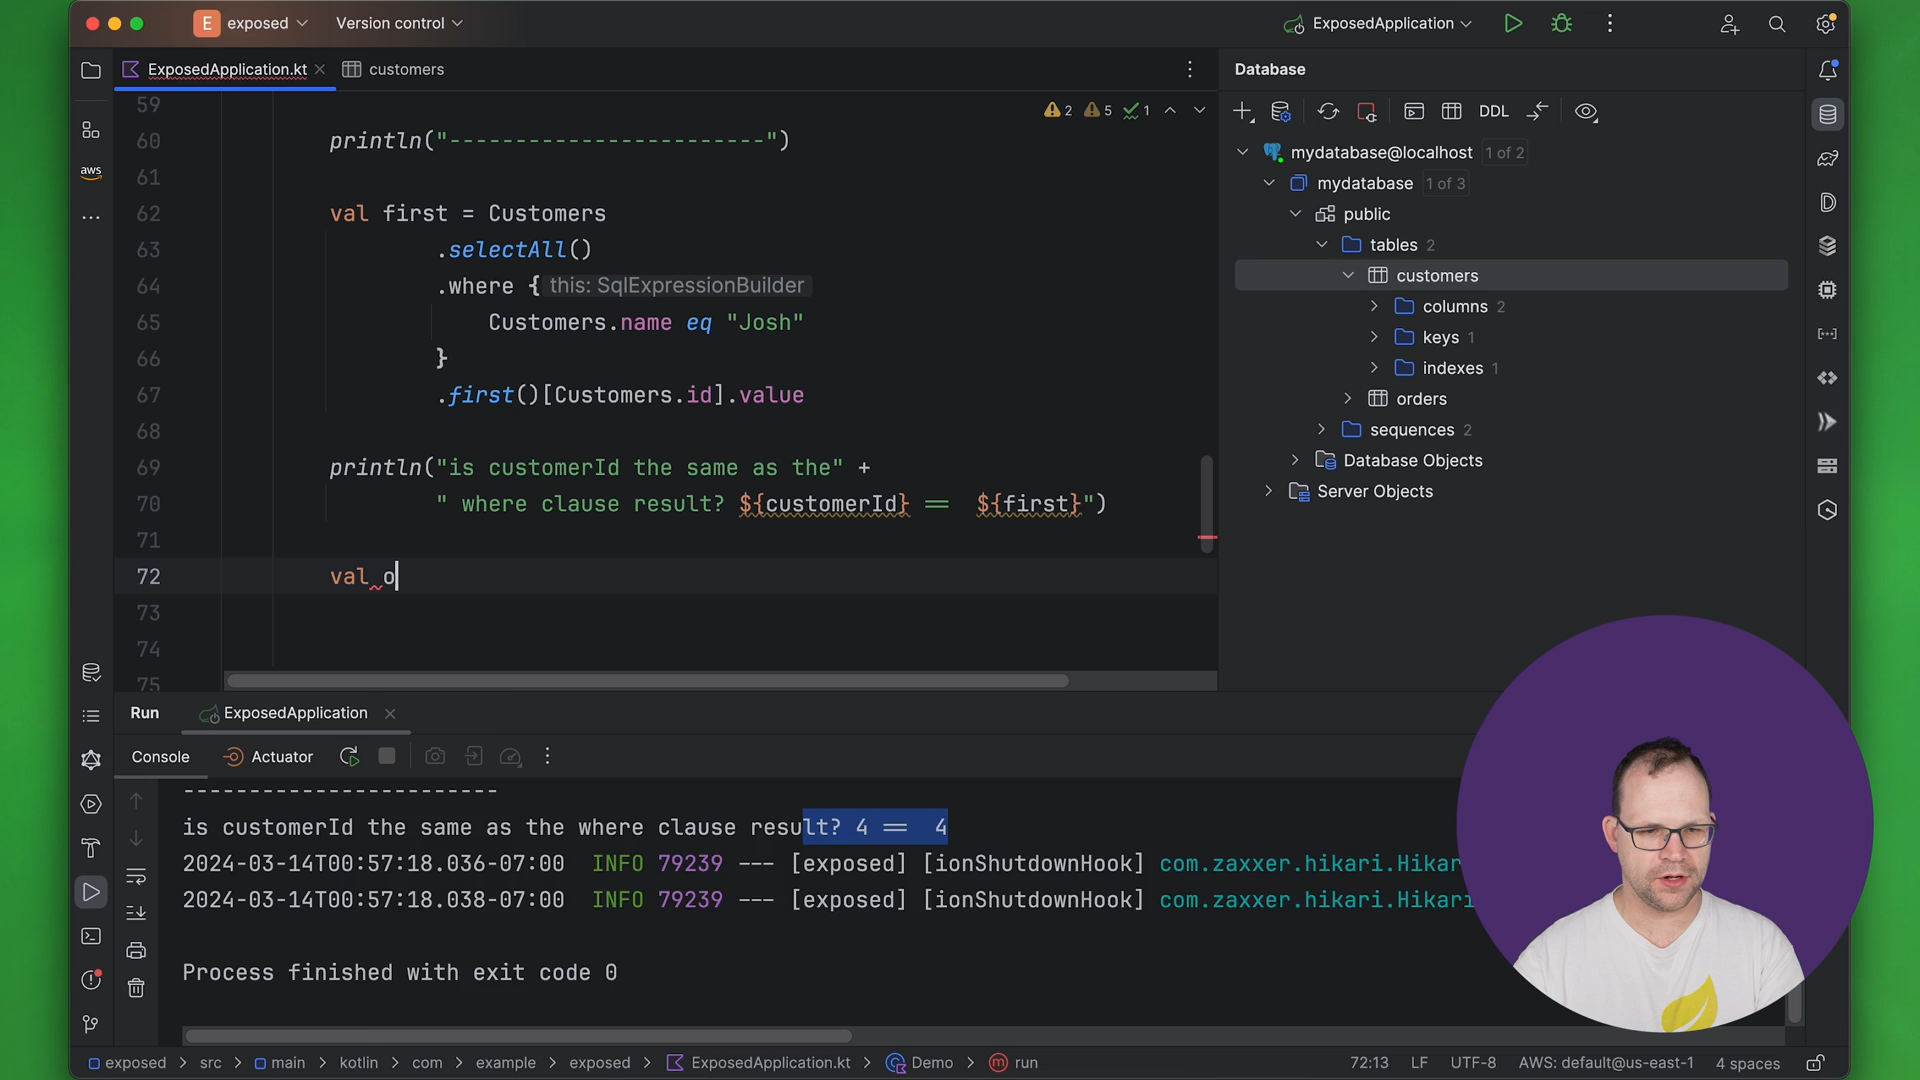 E exposed
Version control
ExposedApplication
ExposedApplication.kt
customers
Database
59
2 5 1
DDL
60 println("------------------------")
aws
mydatabase@localhost 1 of 2
61
mydatabase 1 of 3
62 val first = Customers
public
63 .selectAll()
tables 2
64 .where { this: SqlExpressionBuilder
customers
65 Customers.name eq "Josh"
columns 2
66 }
keys 1
67 .first()[Customers.id].value
indexes 1
68
orders
69 println("is customerId the same as the" +
sequences 2
70 " where clause result? ${customerId} ==  ${first}")
Database Objects
71
Server Objects
72 val o
73
74
75
Run
ExposedApplication
Console
Actuator
------------------------
is customerId the same as the where clause result? 4 ==  4
2024-03-14T00:57:18.036-07:00  INFO 79239 --- [exposed] [ionShutdownHook] com.zaxxer.hikari.Hikar
2024-03-14T00:57:18.038-07:00  INFO 79239 --- [exposed] [ionShutdownHook] com.zaxxer.hikari.Hikari
Process finished with exit code 0
exposed > src > main > kotlin > com > example > exposed > ExposedApplication.kt > Demo > m run
72:13 LF UTF-8 AWS: default@us-east-1 4 spaces